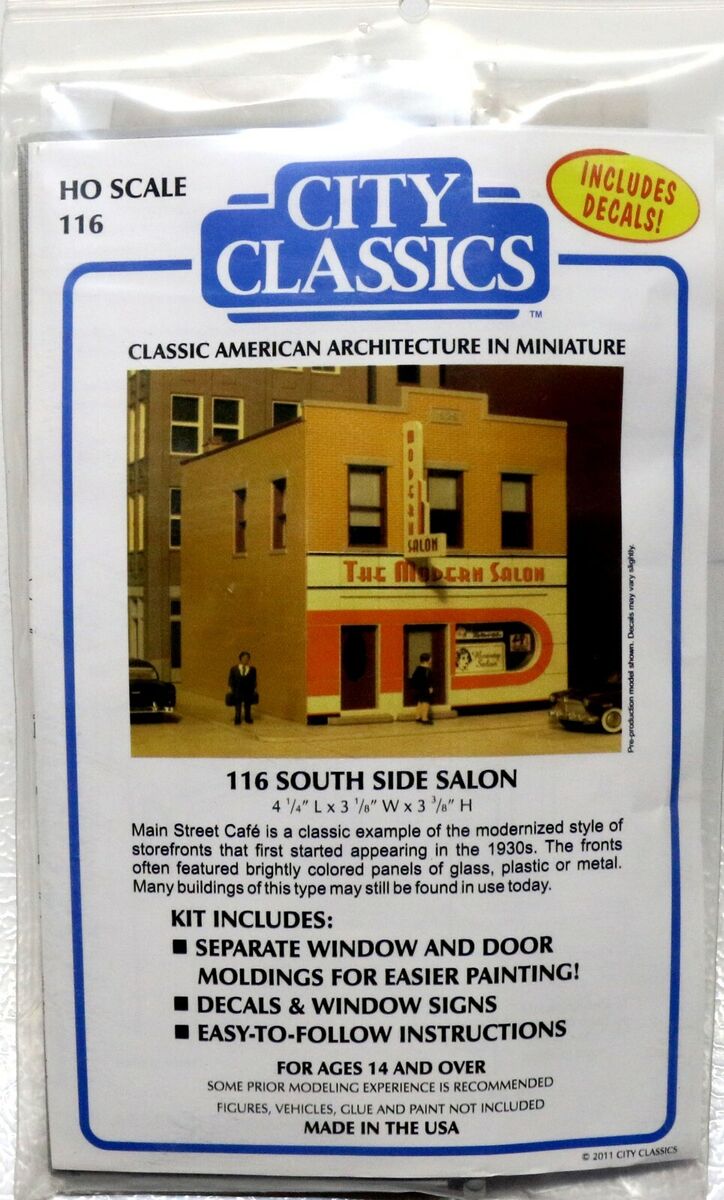 HO SCALE
116
CITY
CLASSICS
TM
INCLUDES
DECALS!
CLASSIC AMERICAN ARCHITECTURE IN MINIATURE
MODERN
SALON
THE MODERN SALON
Pre-production model shown. Decals may vary slightly.
116 SOUTH SIDE SALON
4 1/4" L x 3 1/8" W x 3 3/8" H
Main Street Café is a classic example of the modernized style of
storefronts that first started appearing in the 1930s. The fronts
often featured brightly colored panels of glass, plastic or metal.
Many buildings of this type may still be found in use today.
KIT INCLUDES:
■ SEPARATE WINDOW AND DOOR
MOLDINGS FOR EASIER PAINTING!
■ DECALS & WINDOW SIGNS
■ EASY-TO-FOLLOW INSTRUCTIONS
FOR AGES 14 AND OVER
SOME PRIOR MODELING EXPERIENCE IS RECOMMENDED
FIGURES, VEHICLES, GLUE AND PAINT NOT INCLUDED
MADE IN THE USA
© 2011 CITY CLASSICS